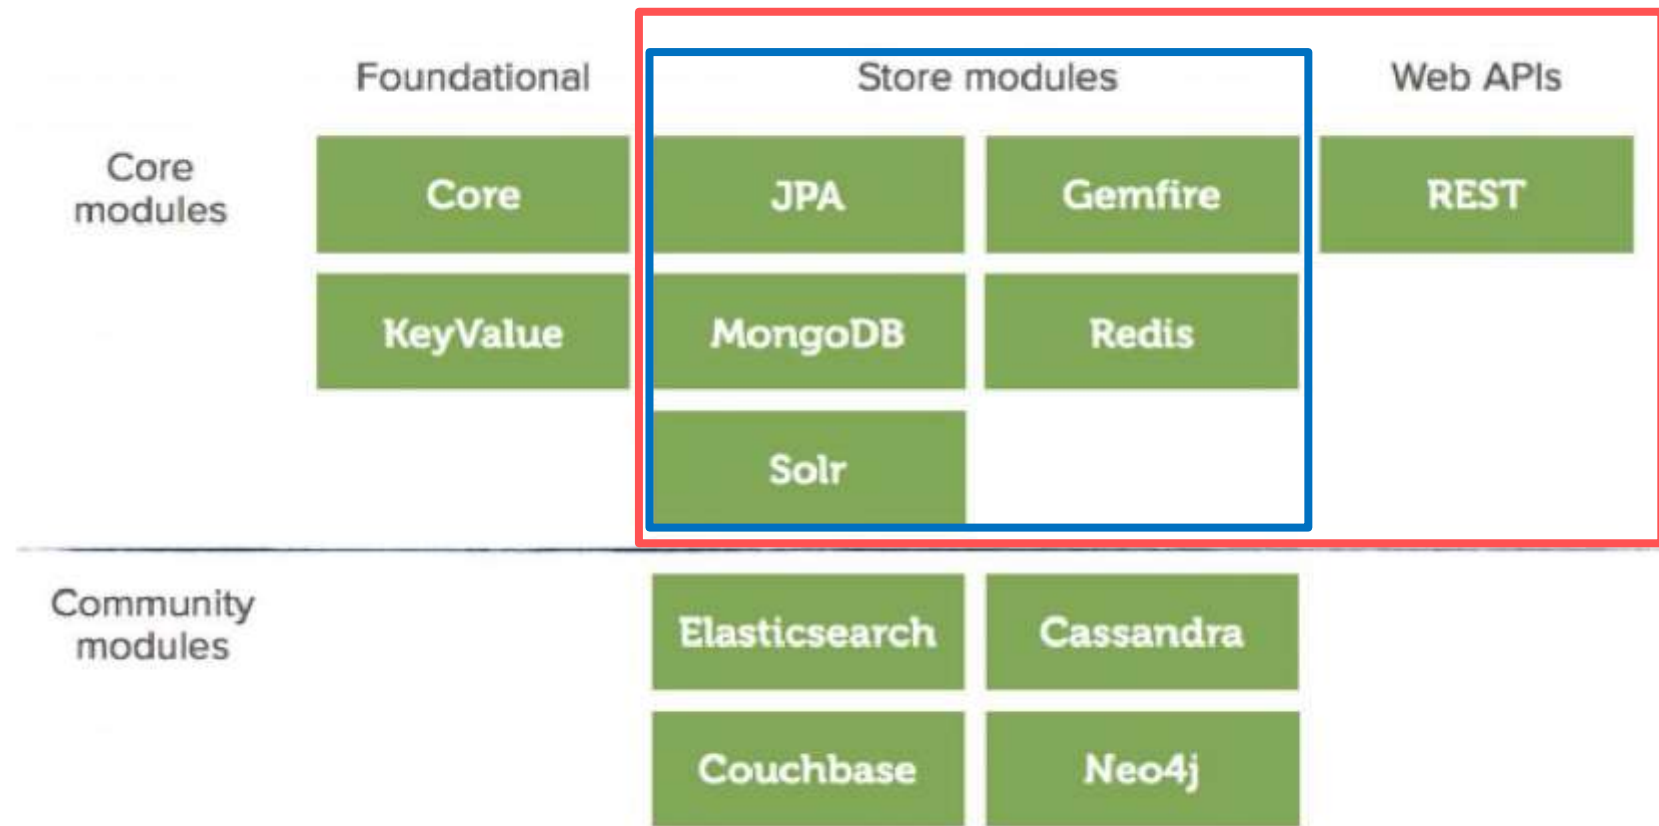 Foundational
Store modules
Web APIs
Core
modules
Core
JPA
Gemfire
REST
KeyValue
MongoDB
Redis
Solr
Community
modules
Elasticsearch
Cassandra
Couchbase
Neo4j